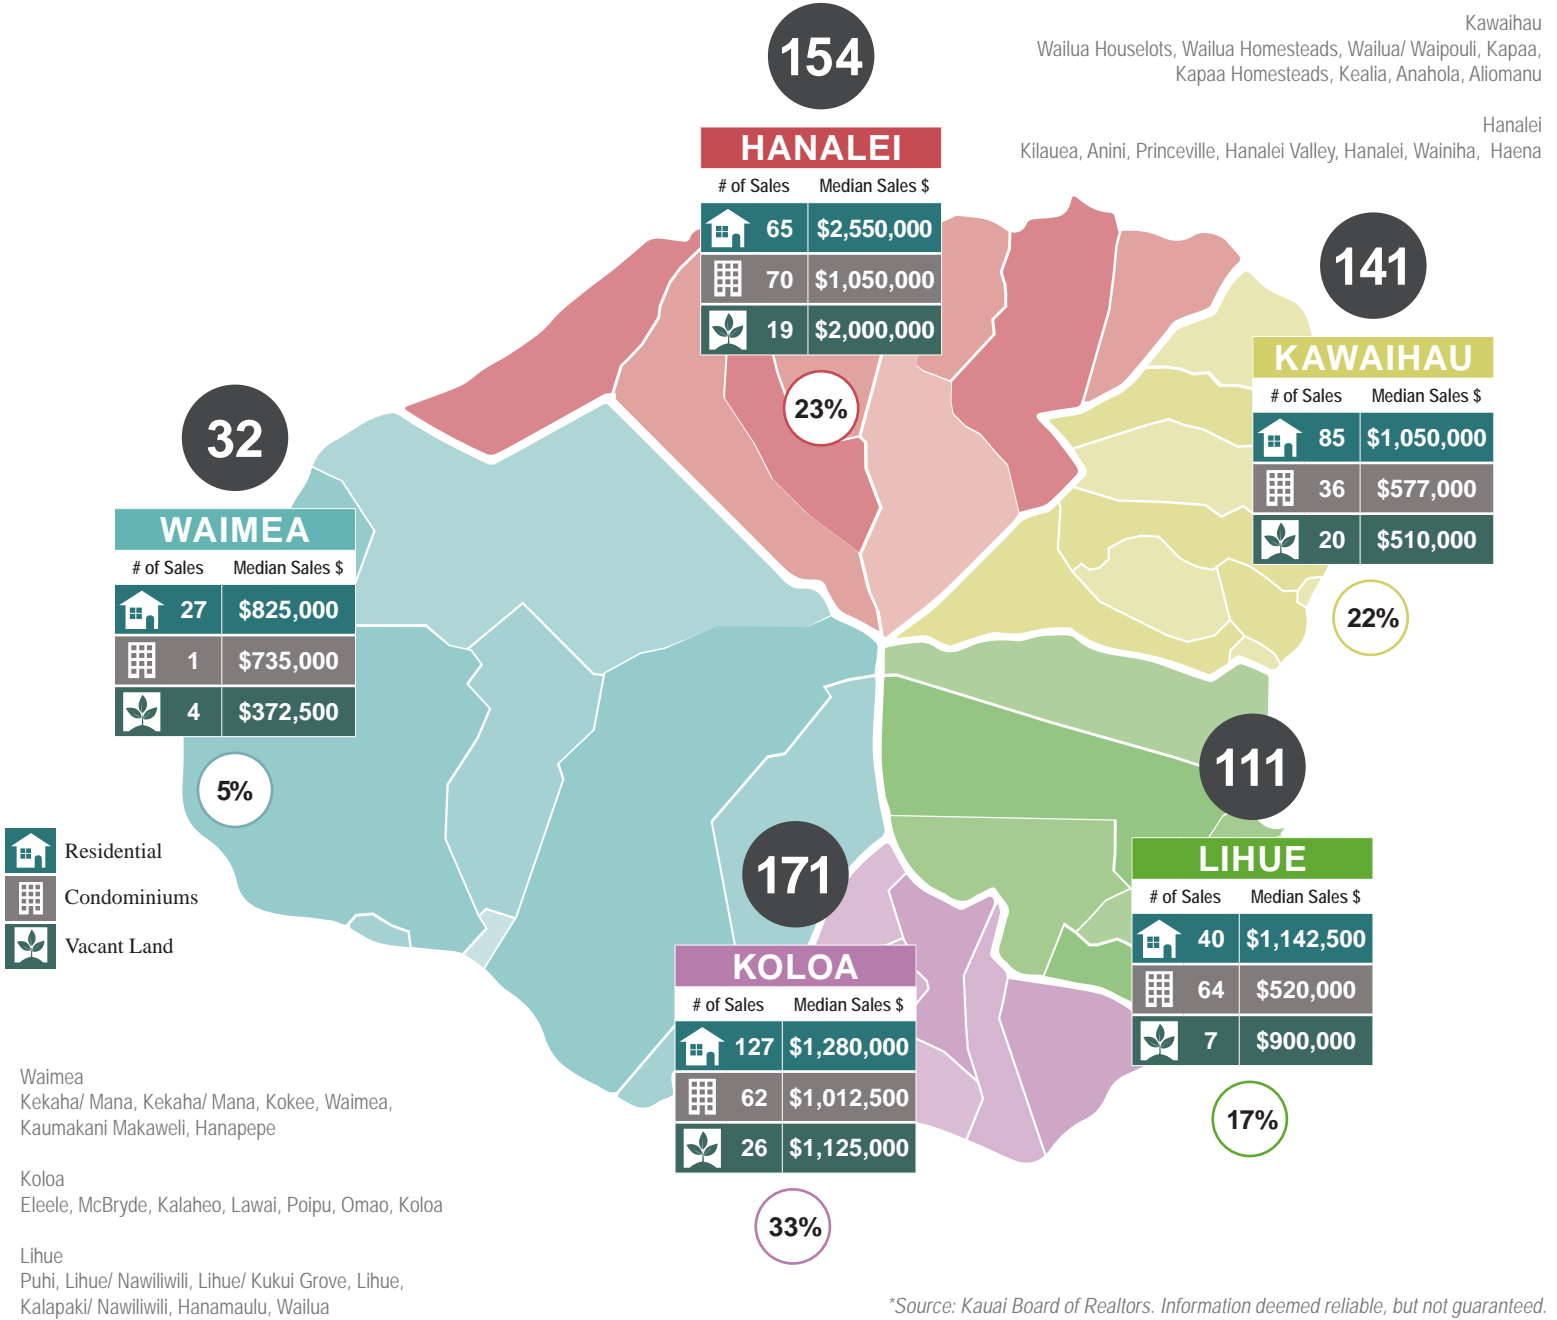 154
HANALEI
# of Sales Median Sales $
65 $2,550,000
70 $1,050,000
19 $2,000,000
23%
Kawaihau
Wailua Houselots, Wailua Homesteads, Wailua/ Waipouli, Kapaa,
Kapaa Homesteads, Kealia, Anahola, Aliomanu
Hanalei
Kilauea, Anini, Princeville, Hanalei Valley, Hanalei, Wainiha, Haena
141
KAWAIHAU
# of Sales Median Sales $
85 $1,050,000
36 $577,000
20 $510,000
22%
32
WAIMEA
# of Sales Median Sales $
27 $825,000
1 $735,000
4 $372,500
5%
Residential
Condominiums
Vacant Land
111
LIHUE
# of Sales Median Sales $
40 $1,142,500
64 $520,000
7 $900,000
17%
171
KOLOA
# of Sales Median Sales $
127 $1,280,000
62 $1,012,500
26 $1,125,000
33%
Waimea
Kekaha/ Mana, Kekaha/ Mana, Kokee, Waimea,
Kaumakani Makaweli, Hanapepe
Koloa
Eleele, McBryde, Kalaheo, Lawai, Poipu, Omao, Koloa
Lihue
Puhi, Lihue/ Nawiliwili, Lihue/ Kukui Grove, Lihue,
Kalapaki/ Nawiliwili, Hanamaulu, Wailua
*Source: Kauai Board of Realtors. Information deemed reliable, but not guaranteed.